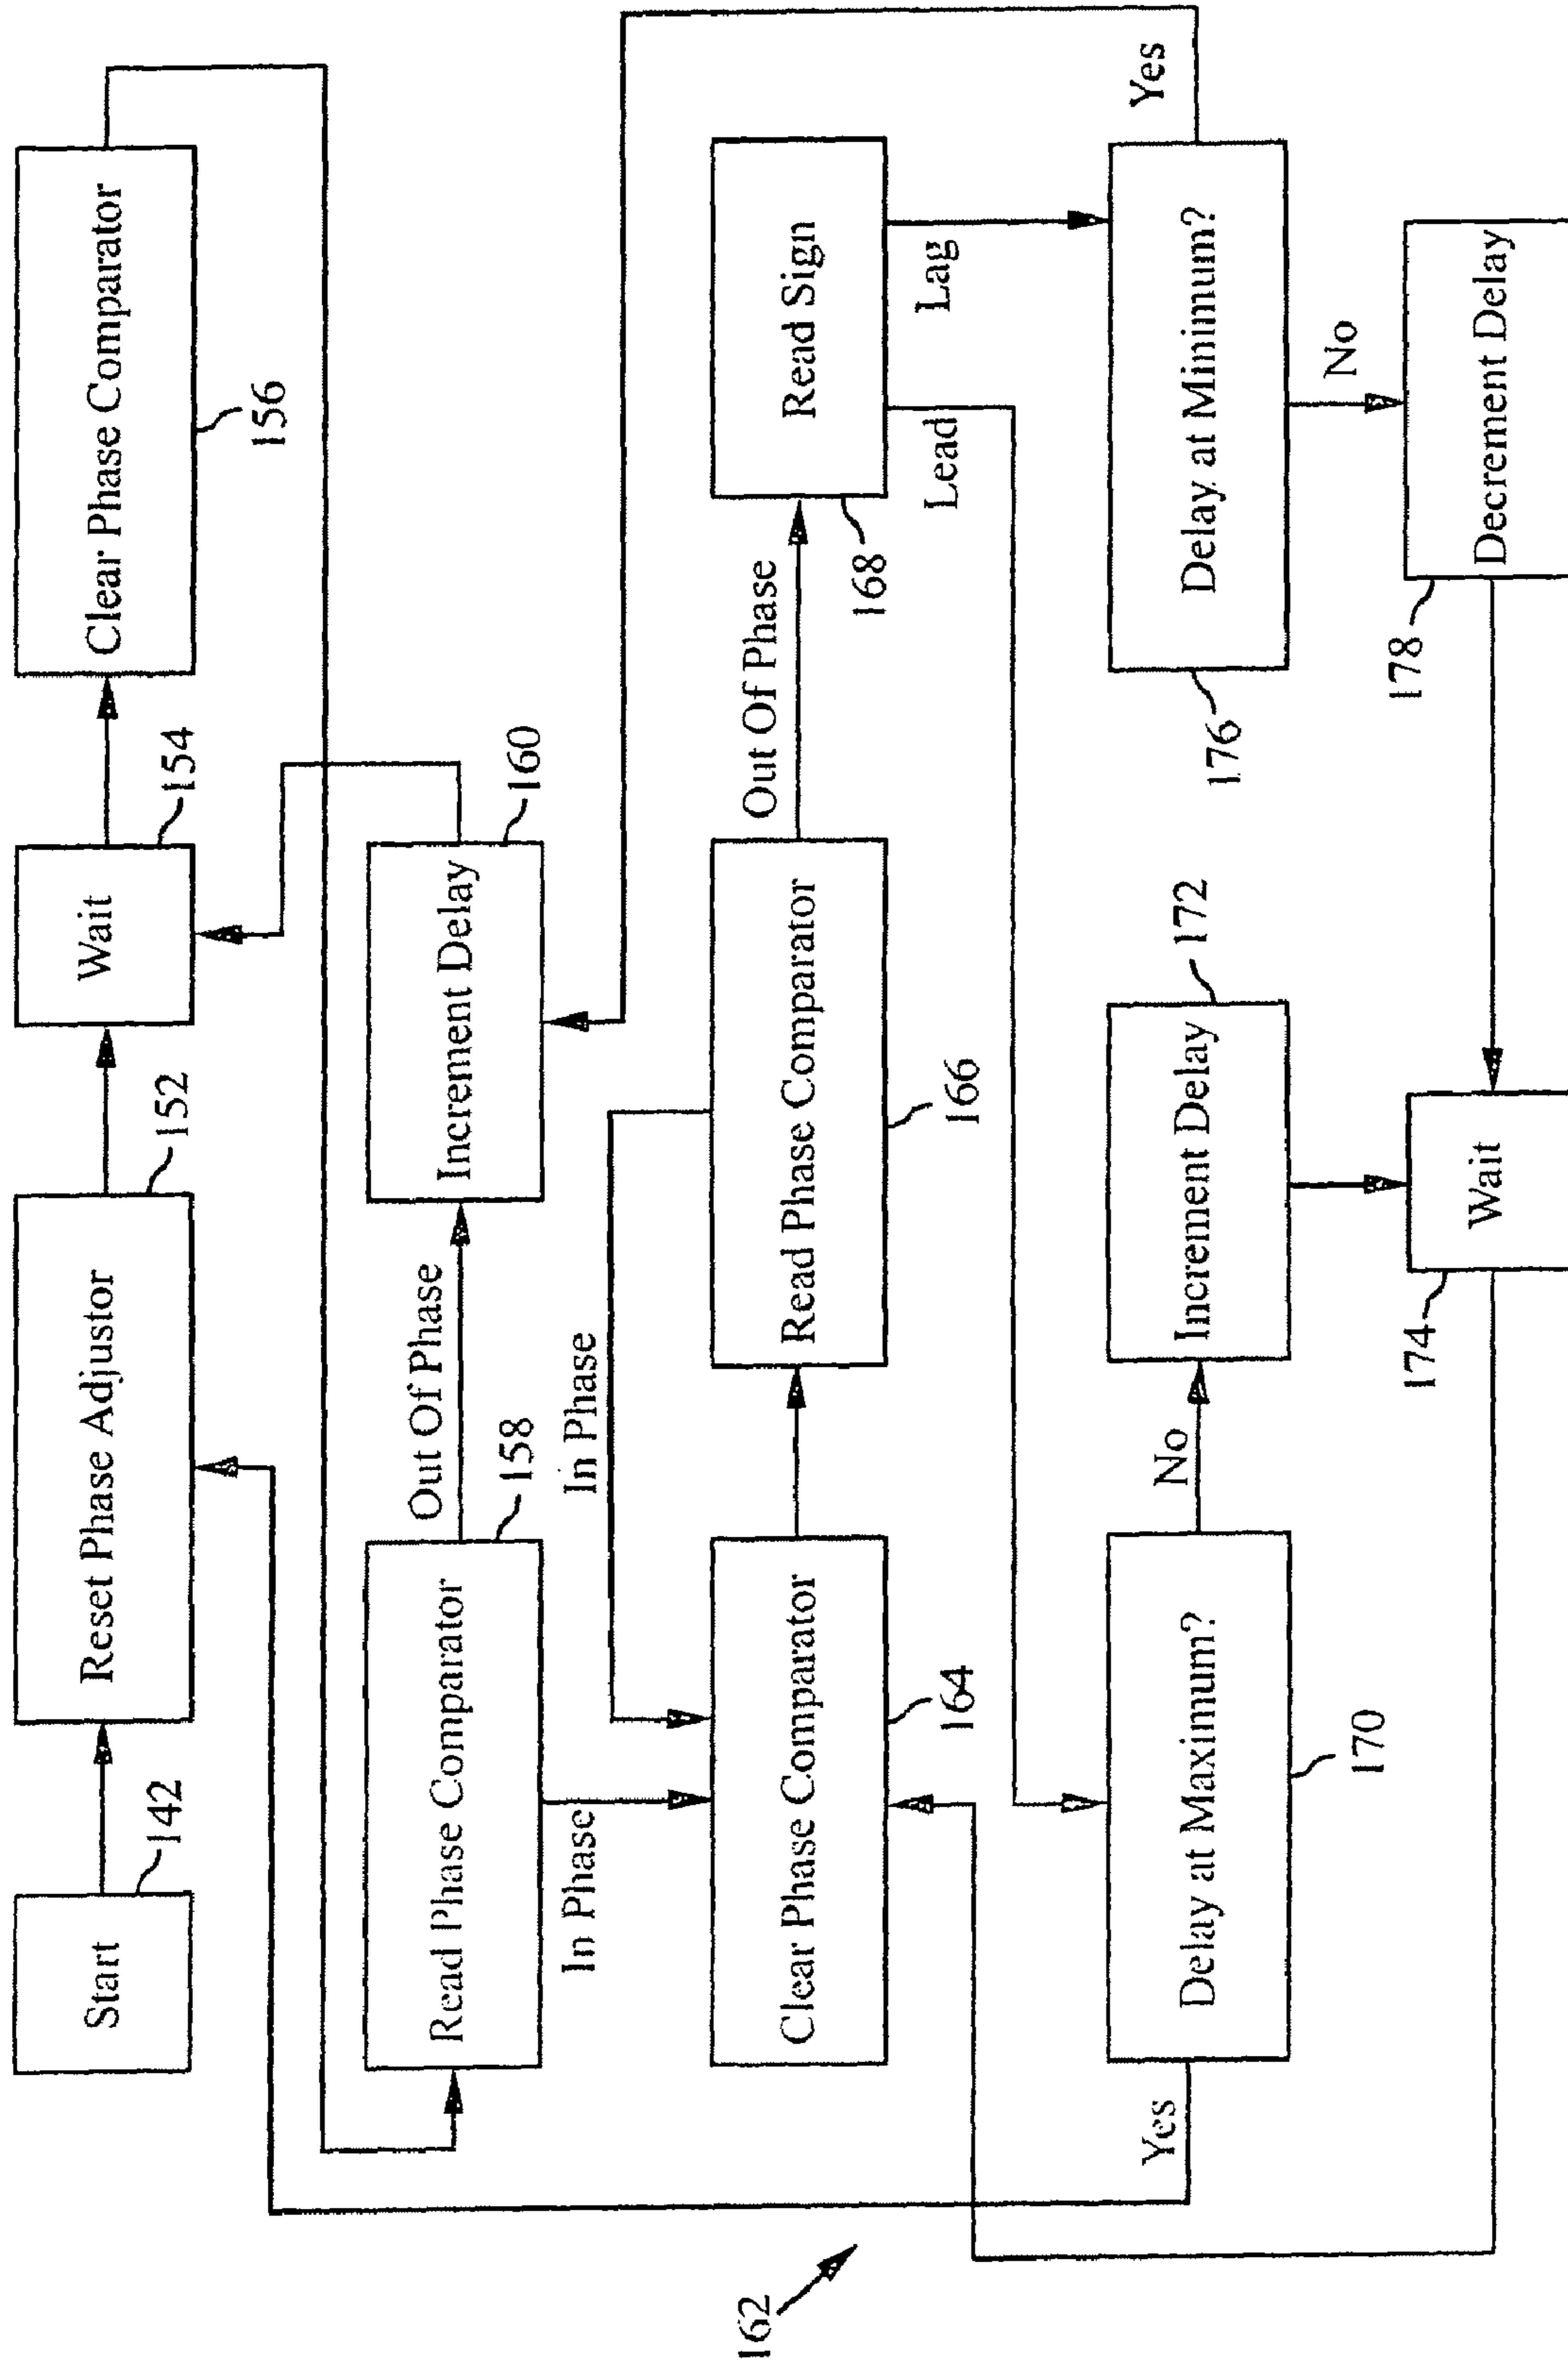 Start
142
Reset Phase Adjustor
152
Wait
154
Clear Phase Comparator
156
Read Phase Comparator
158
Out Of Phase
Increment Delay
160
In Phase
In Phase
Clear Phase Comparator
164
Read Phase Comparator
166
Out Of Phase
Read Sign
168
Lead
Lag
Yes
Delay at Maximum?
170
No
Increment Delay
172
Delay at Minimum?
176
Yes
No
Wait
174
Decrement Delay
178
162